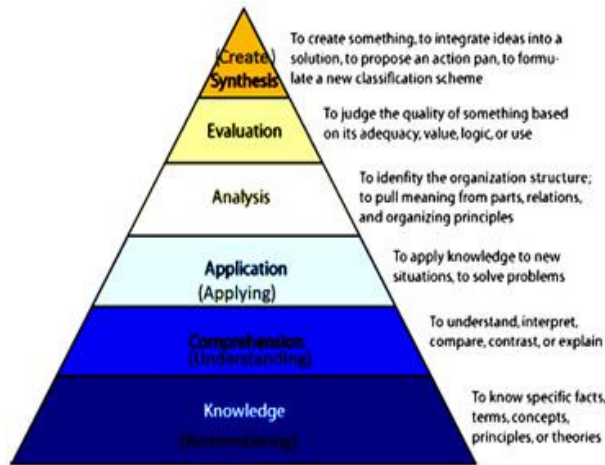 (Create)
Synthesis
To create something, to integrate ideas into a
solution, to propose an action pan, to formu-
late a new classification scheme
Evaluation
To judge the quality of something based
on its adequacy, value, logic, or use
Analysis
To idenfity the organization structure;
to pull meaning from parts, relations,
and organizing principles
Application
(Applying)
To apply knowledge to new
situations, to solve problems
Comprehension
(Understanding)
To understand, interpret,
compare, contrast, or explain
Knowledge
(Remembering)
To know specific facts,
terms, concepts,
principles, or theories